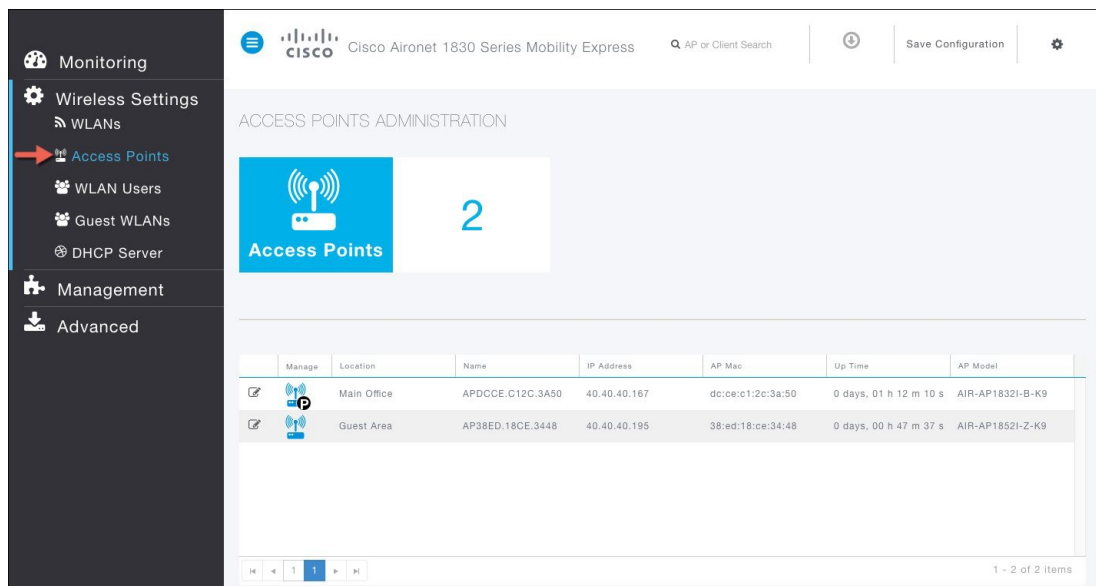 Monitoring
Wireless Settings
WLANs
Access Points
WLAN Users
Guest WLANs
DHCP Server
Management
Advanced
CISCO Cisco Aironet 1830 Series Mobility Express AP or Client Search Save Configuration
ACCESS POINTS ADMINISTRATION
Access Points
2
Manage Location Name IP Address AP Mac Up Time AP Model
P Main Office APDCCE.C12C.3A50 40.40.40.167 dc:ce:c1:2c:3a:50 0 days, 01 h 12 m 10 s AIR-AP1832I-B-K9
Guest Area AP38ED.18CE.3448 40.40.40.195 38:ed:18:ce:34:48 0 days, 00 h 47 m 37 s AIR-AP1852I-Z-K9
1 1 1 - 2 of 2 items